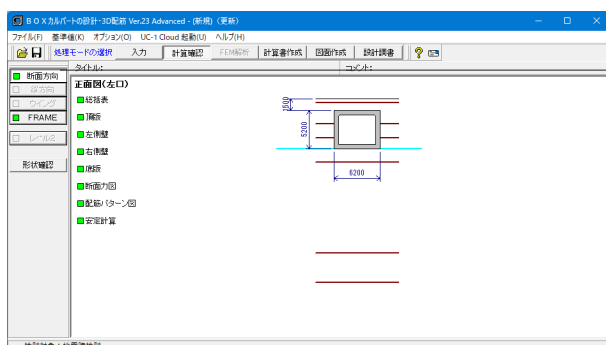 ＢＯＸカルバートの設計・3D配筋 Ver.23 Advanced - (新規) （更新）
ファイル(F) 基準値(K) オプション(O) UC-1 Cloud 起動(U) ヘルプ(H)
処理モードの選択 入力 計算確認 FEM解析 計算書作成 図面作成 設計調書
タイトル: コメント:
断面方向
縦方向
ウイング
FRAME
レベル2
形状確認
正面図(左口)
総括表
頂版
左側壁
右側壁
底版
断面力図
配筋パターン図
安定計算
1500
5200
6200